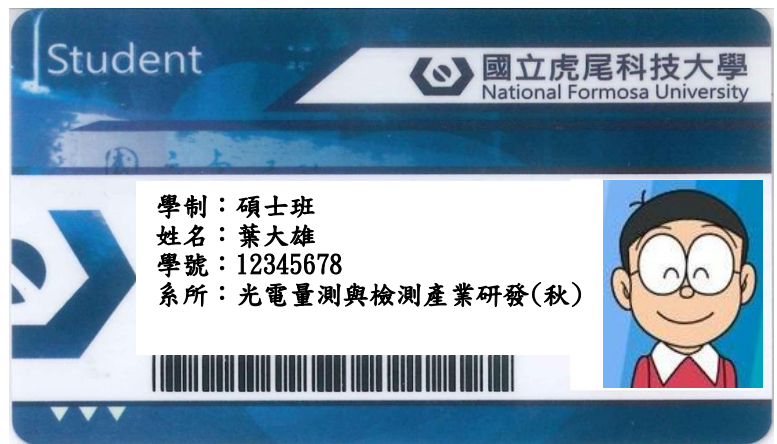 Student
國立虎尾科技大學
National Formosa University
學制：碩士班
姓名：葉大雄
學號：12345678
系所：光電量測與檢測產業研發(秋)